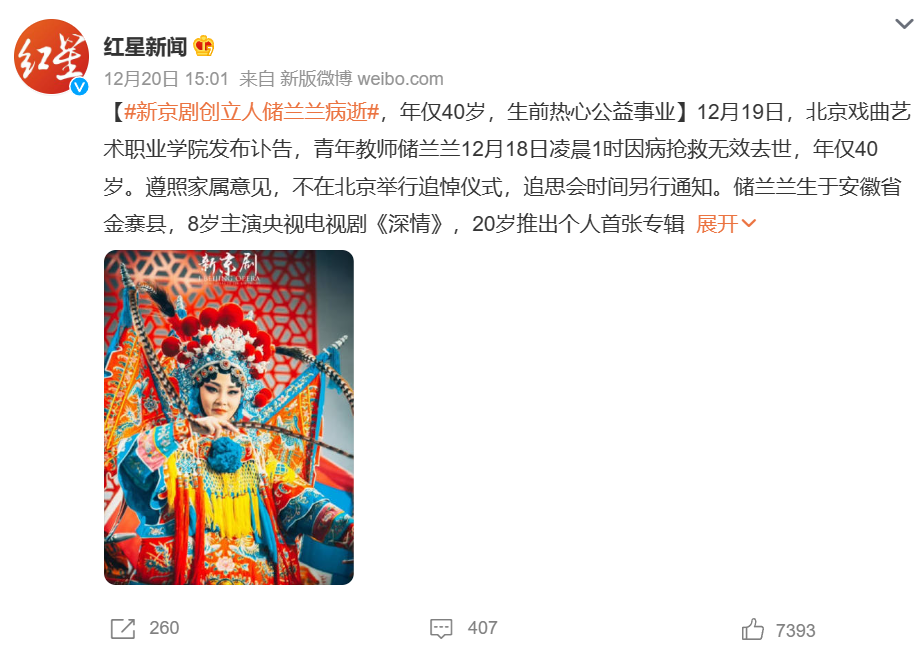 红星
红星新闻
12月20日 15:01 来自 新版微博 weibo.com
【#新京剧创立人储兰兰病逝#，年仅40岁，生前热心公益事业】12月19日，北京戏曲艺
术职业学院发布讣告，青年教师储兰兰12月18日凌晨1时因病抢救无效去世，年仅40
岁。遵照家属意见，不在北京举行追悼仪式，追思会时间另行通知。储兰兰生于安徽省
金寨县，8岁主演央视电视剧《深情》，20岁推出个人首张专辑 展开
新京剧
BEIJING OPERA
260
407
7393